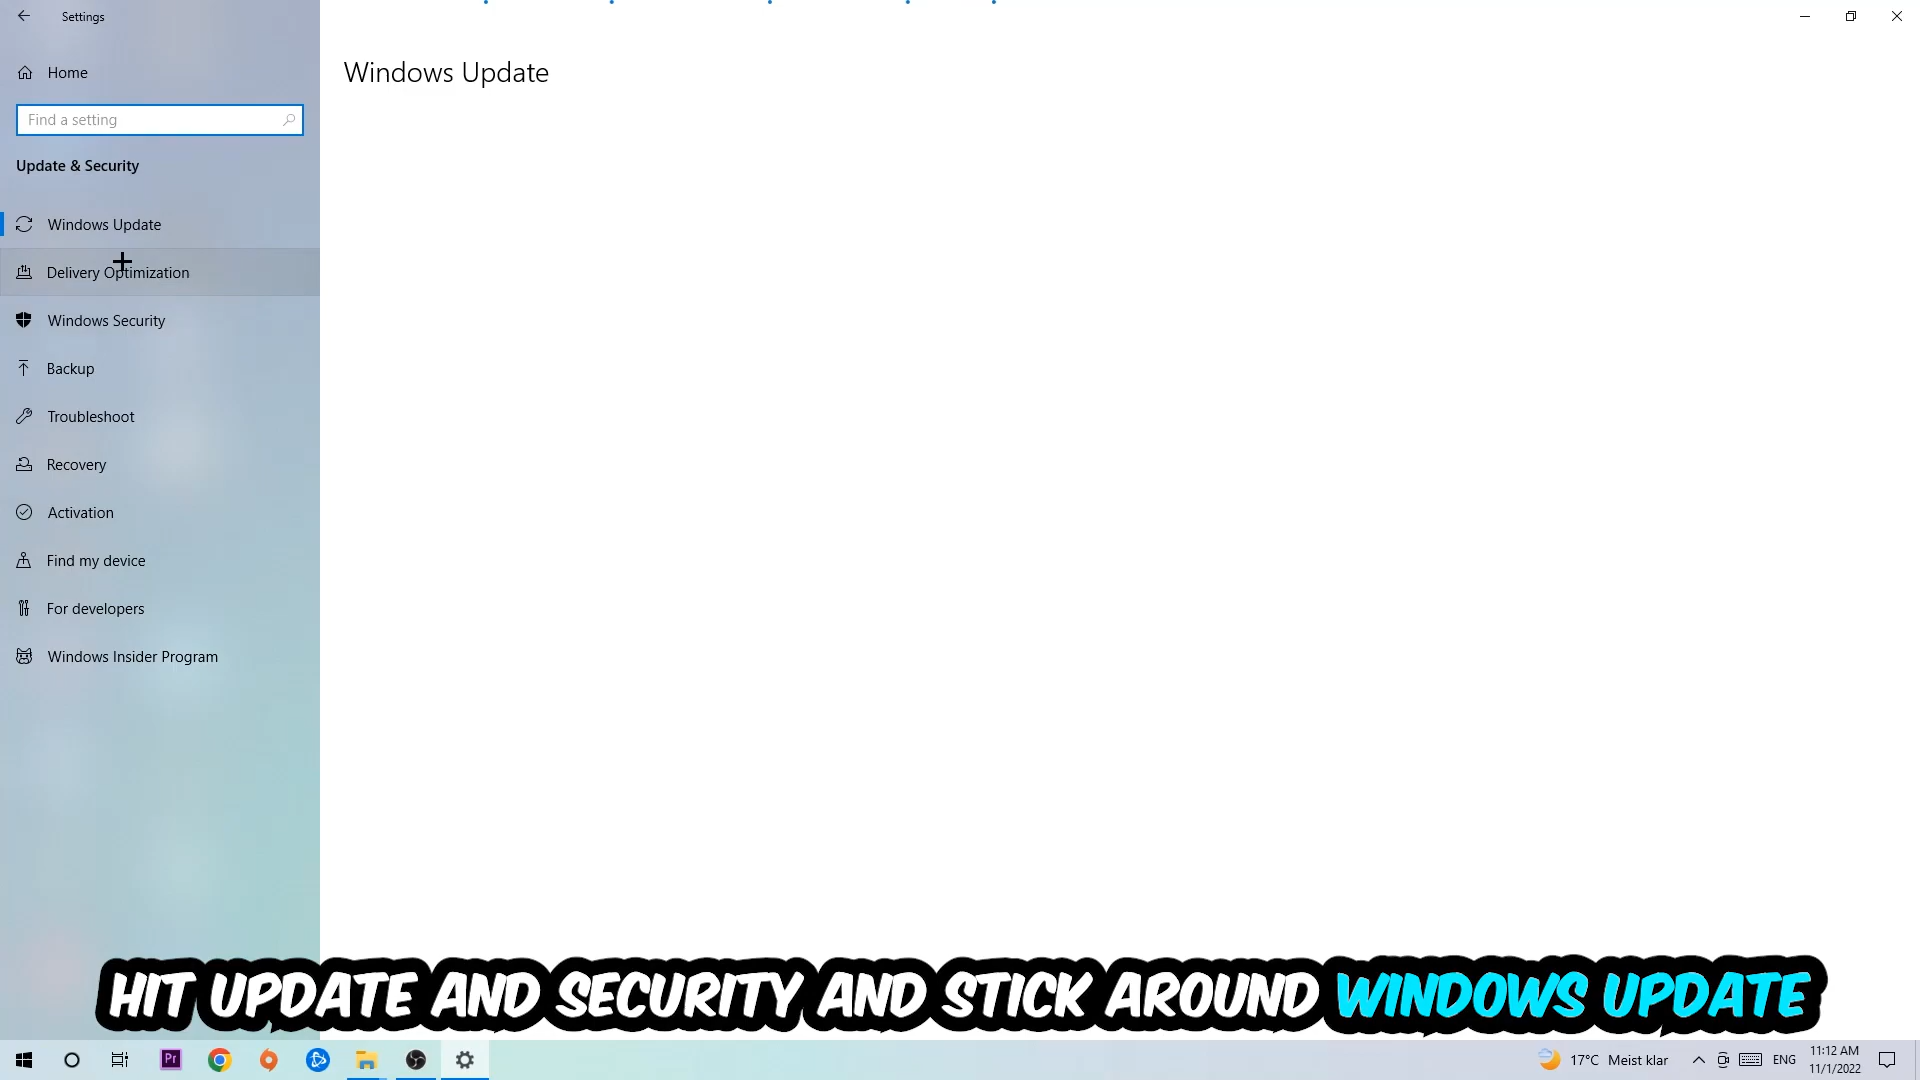 Settings
Home
Find a setting
Update & Security
Windows Update
Delivery Optimization
Windows Security
Backup
Troubleshoot
Recovery
Activation
Find my device
For developers
Windows Insider Program
Windows Update
HIT UPDATE AND SECURITY AND STICK AROUND WINDOWS UPDATE
Pr
17°C Meist klar
ENG
11:12 AM
11/1/2022